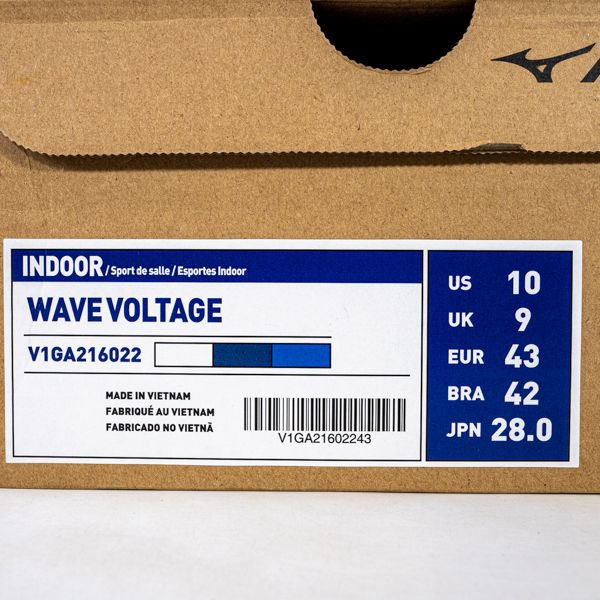 INDOOR / Sport de salle / Esportes Indoor
WAVE VOLTAGE
V1GA216022
MADE IN VIETNAM
FABRIQUÉ AU VIETNAM
FABRICADO NO VIETNÃ
V1GA21602243
US 10
UK 9
EUR 43
BRA 42
JPN 28.0